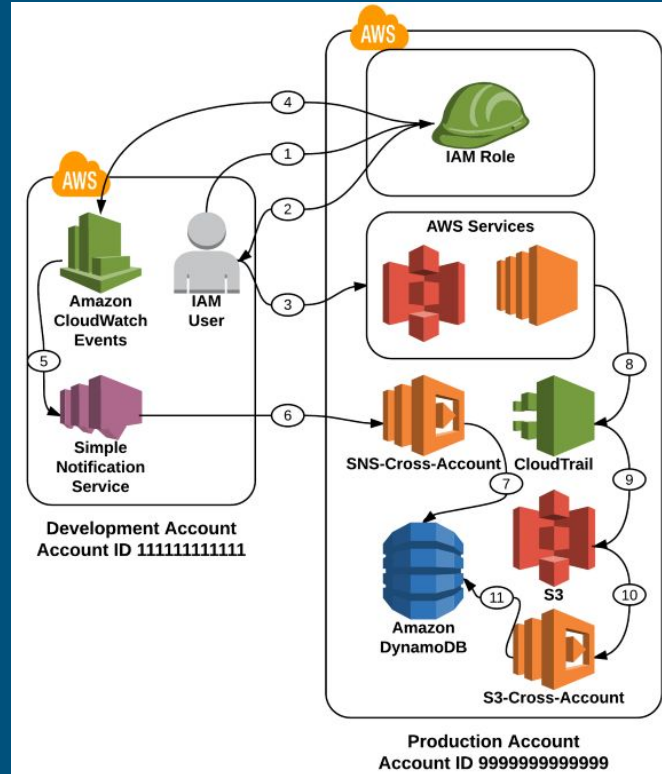 AWS
4
IAM Role
1
AWS
2
AWS Services
Amazon
CloudWatch
Events
IAM
User
3
5
8
Simple
Notification
Service
6
SNS-Cross-Account
CloudTrail
7
9
Development Account
Account ID 111111111111
S3
10
11
Amazon
DynamoDB
S3-Cross-Account
Production Account
Account ID 9999999999999